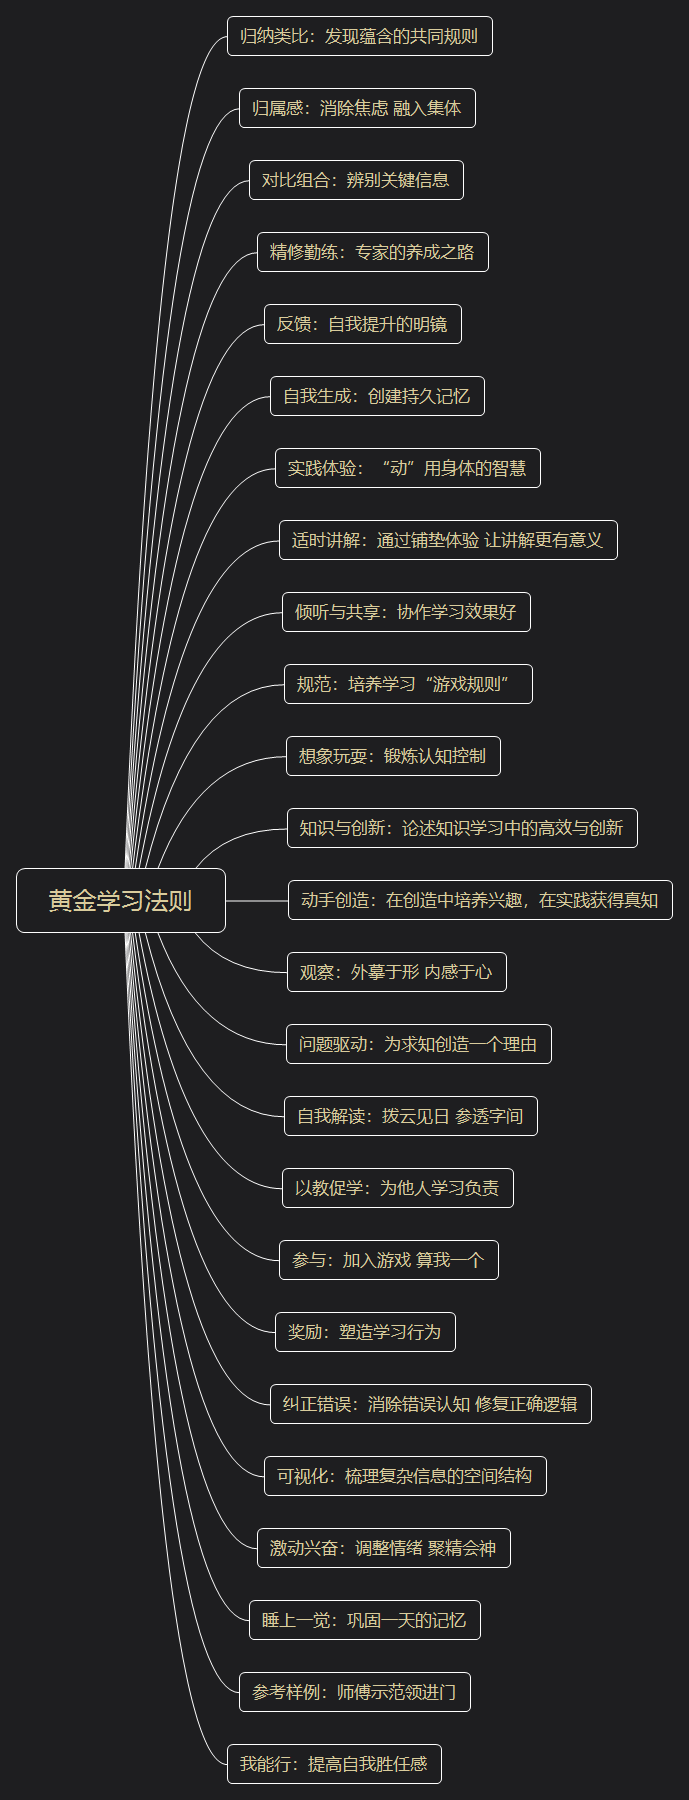 归纳类比：发现蕴含的共同规则
归属感：消除焦虑 融入集体
对比组合：辨别关键信息
精修勤练：专家的养成之路
反馈：自我提升的明镜
自我生成：创建持久记忆
实践体验：“动”用身体的智慧
适时讲解：通过铺垫体验 让讲解更有意义
倾听与共享：协作学习效果好
规范：培养学习“游戏规则”
想象玩耍：锻炼认知控制
知识与创新：论述知识学习中的高效与创新
黄金学习法则
动手创造：在创造中培养兴趣，在实践获得真知
观察：外摹于形 内感于心
问题驱动：为求知创造一个理由
自我解读：拨云见日 参透字间
以教促学：为他人学习负责
参与：加入游戏 算我一个
奖励：塑造学习行为
纠正错误：消除错误认知 修复正确逻辑
可视化：梳理复杂信息的空间结构
激动兴奋：调整情绪 聚精会神
睡上一觉：巩固一天的记忆
参考样例：师傅示范领进门
我能行：提高自我胜任感